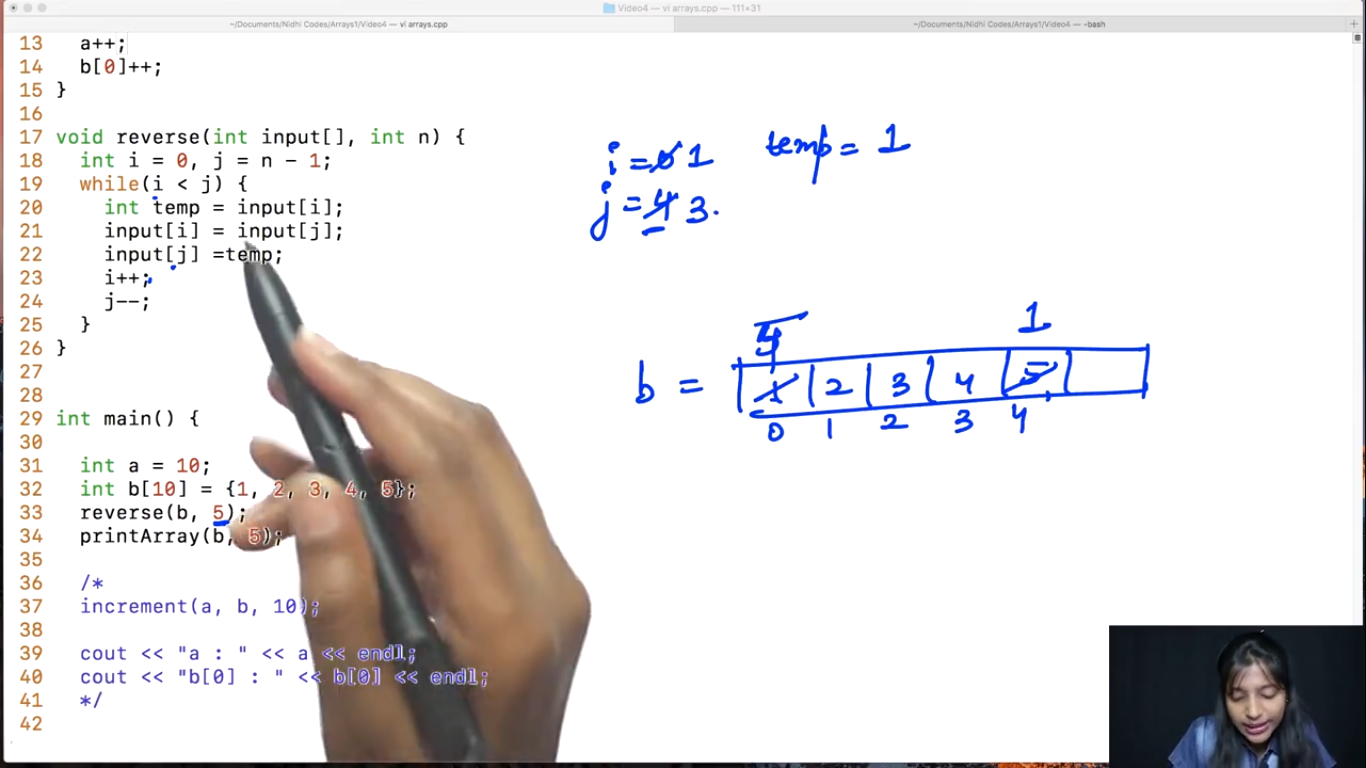 Video4 — vi arrays.cpp — 111×31
~/Documents/Nidhi Codes/Arrays1/Video4 — vi arrays.cpp
~/Documents/Nidhi Codes/Arrays1/Video4 — -bash
13 a++;
14 b[0]++;
15 }
16
17 void reverse(int input[], int n) {
18 int i = 0, j = n - 1;
19 while(i < j) {
20 int temp = input[i];
21 input[i] = input[j];
22 input[j] =temp;
23 i++;
24 j--;
25 }
26 }
27
28
29 int main() {
30
31 int a = 10;
32 int b[10] = {1, 2, 3, 4, 5};
33 reverse(b, 5);
34 printArray(b, 5);
35
36 /*
37 increment(a, b, 10);
38
39 cout << "a : " << a << endl;
40 cout << "b[0] : " << b[0] << endl;
41 */
42
i = 0 1
temp = 1
j = 4 3.
5 1
b = 1 2 3 4 5
0 1 2 3 4